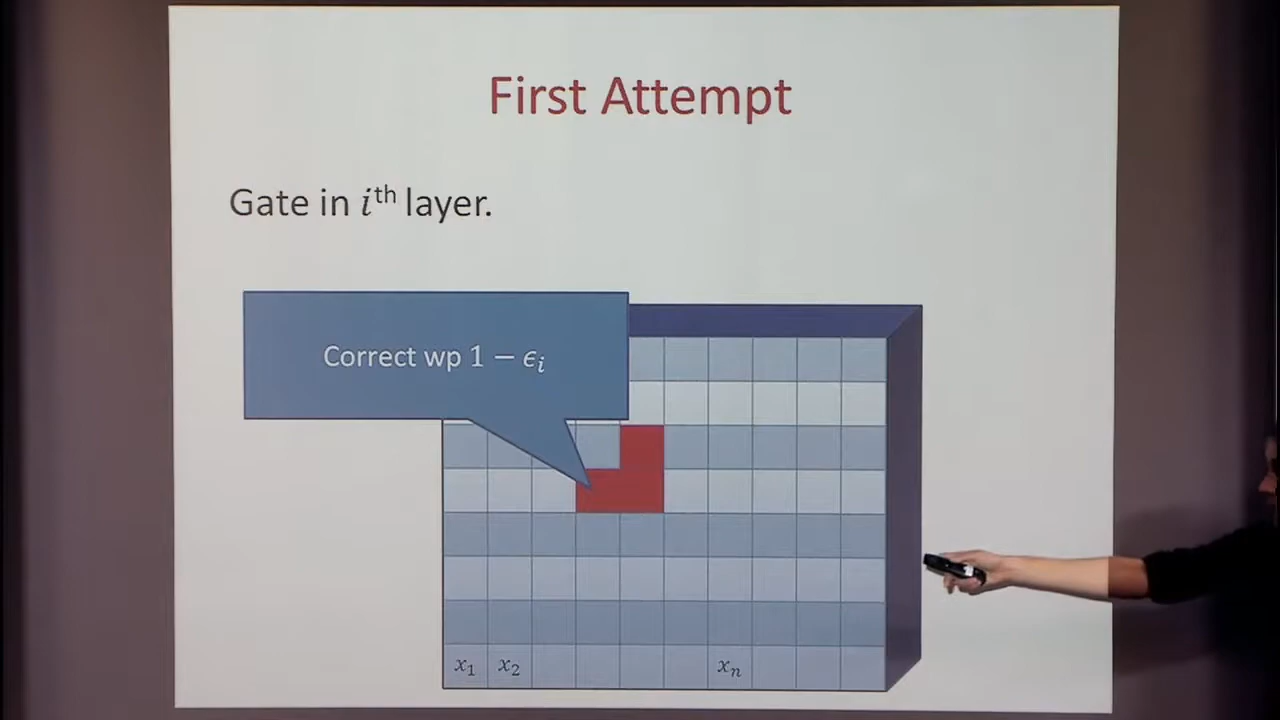 First Attempt
Gate in iᵗʰ layer.
Correct wp 1 − ϵᵢ
x₁ x₂ xₙ